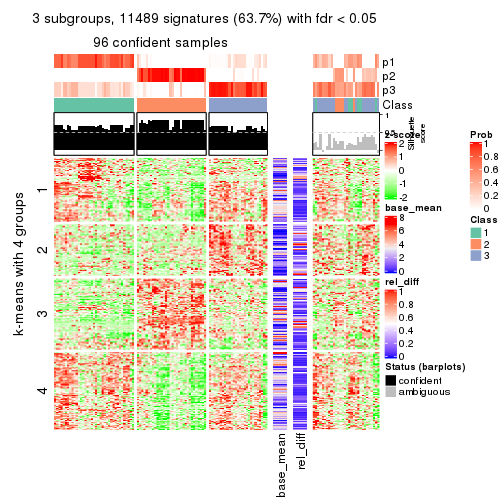 3 subgroups, 11489 signatures (63.7%) with fdr < 0.05
96 confident samples
p1
p2
p3
Class
1
0.5
Silhouette
score
k-means with 4 groups
1
2
3
4
base_mean
rel_diff
z-score
2
1
0
-1
-2
base_mean
8
6
4
2
0
rel_diff
1
0.8
0.6
0.4
0.2
0
Status (barplots)
confident
ambiguous
Prob
1
0.8
0.6
0.4
0.2
0
Class
1
2
3